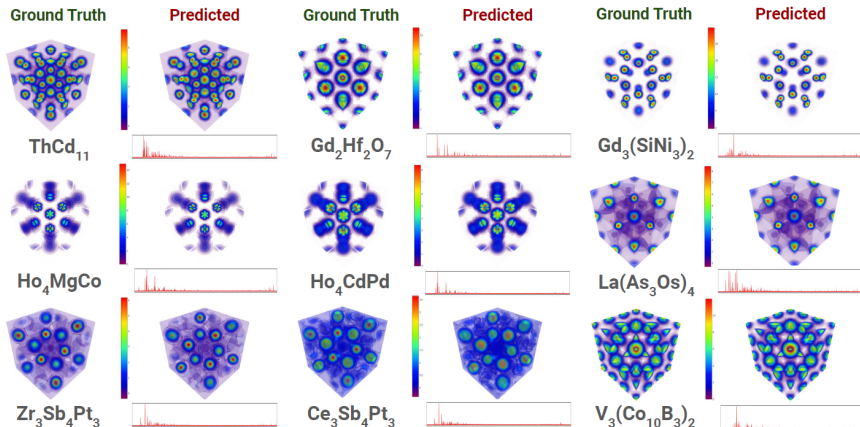 Ground Truth Predicted Ground Truth Predicted Ground Truth Predicted
ThCd₁₁ Gd₂Hf₂O₇ Gd₃(SiNi₃)₂
Ho₄MgCo Ho₄CdPd La(As₃Os)₄
Zr₃Sb₄Pt₃ Ce₃Sb₄Pt₃ V₃(Co₁₀B₃)₂